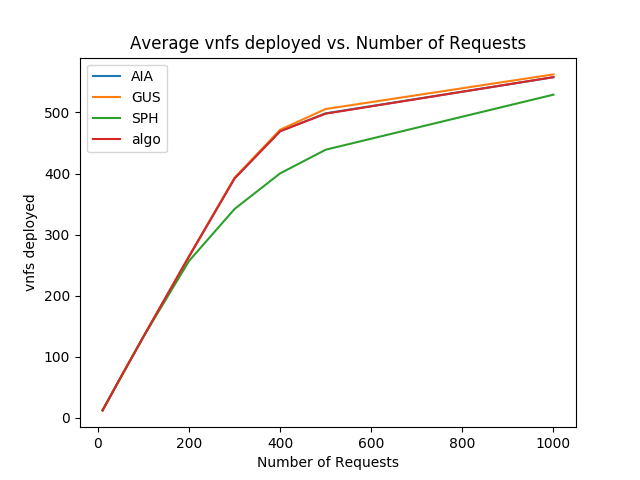 Average vnfs deployed vs. Number of Requests
AIA
GUS
SPH
algo
vnfs deployed
500
400
300
200
100
0
0 200 400 600 800 1000
Number of Requests